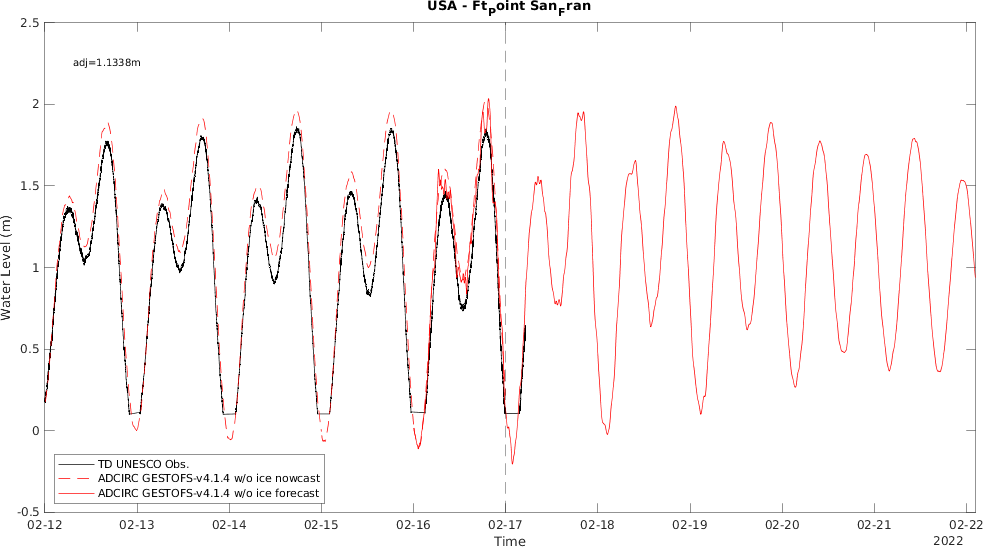 USA - FtPoint SanFran
adj=1.1338m
2.5
2
1.5
1
0.5
0
-0.5
Water Level (m)
TD UNESCO Obs.
ADCIRC GESTOFS-v4.1.4 w/o ice nowcast
ADCIRC GESTOFS-v4.1.4 w/o ice forecast
02-12 02-13 02-14 02-15 02-16 02-17 02-18 02-19 02-20 02-21 02-22
Time
2022